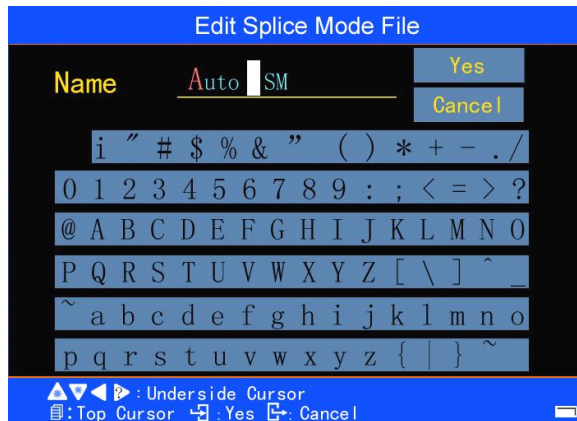 Edit Splice Mode File
Name
Auto SM
Yes
Cancel
i ″ # $ % & ” ( ) * + - . /
0 1 2 3 4 5 6 7 8 9 : ; < = > ?
@ A B C D E F G H I J K L M N O
P Q R S T U V W X Y Z [ \ ] ^ _
~ a b c d e f g h i j k l m n o
p q r s t u v w x y z { | } ~
? : Underside Cursor
: Top Cursor : Yes : Cancel